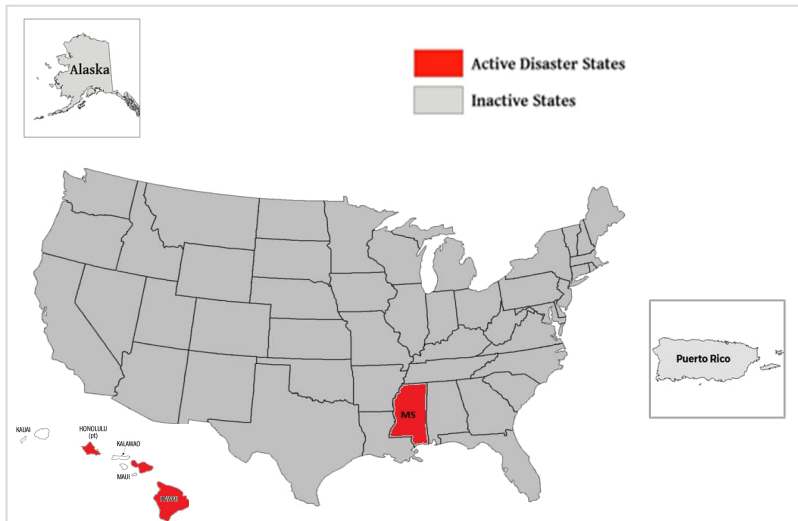 Alaska
Active Disaster States
Inactive States
Puerto Rico
MS
KAUAI
HONOLULU
(pt)
KALAWAO
MAUI